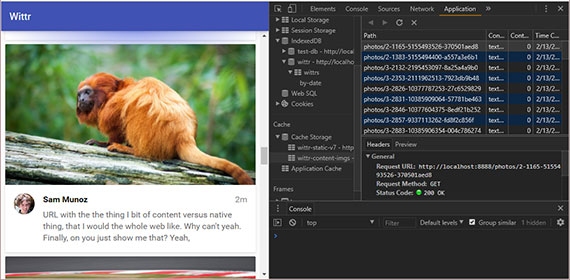 Wittr
Sam Munoz 2m
URL with the the thing I bit of content versus native
thing, that I would the whole web like. Why can't yeah.
Finally, on you just show me that? Yeah,
Elements Console Sources Network Application
Local Storage
Session Storage
IndexedDB
test-db - http://local
wittr - http://localho
wittrs
by-date
Web SQL
Cookies
Cache
Cache Storage
wittr-static-v7 - http
wittr-content-imgs -
Application Cache
Frames
Path Con... Cont... Time C...
photos/2-1165-5155493526-370501aed8 text... 0 2/13/2...
photos/2-1383-5155494400-a557a3e6b1 text... 0 2/13/2...
photos/3-2132-2195453097-8a25a4a9b0 text... 0 2/13/2...
photos/3-2353-2111962513-7923db9b48 text... 0 2/13/2...
photos/3-2826-10377787253-27c6529829 text... 0 2/13/2...
photos/3-2831-10385909064-57781be463 text... 0 2/13/2...
photos/3-2846-10377604375-8edf21b252 text... 0 2/13/2...
photos/3-2857-9337113262-fd8f2c856f text... 0 2/13/2...
photos/3-2883-10385906354-004c786274 text... 0 2/13/2...
Headers Preview
General
Request URL: http://localhost:8888/photos/2-1165-51554
93526-370501aed8
Request Method: GET
Status Code: 200 OK
Console
top Filter Default levels Group similar 1 hidden